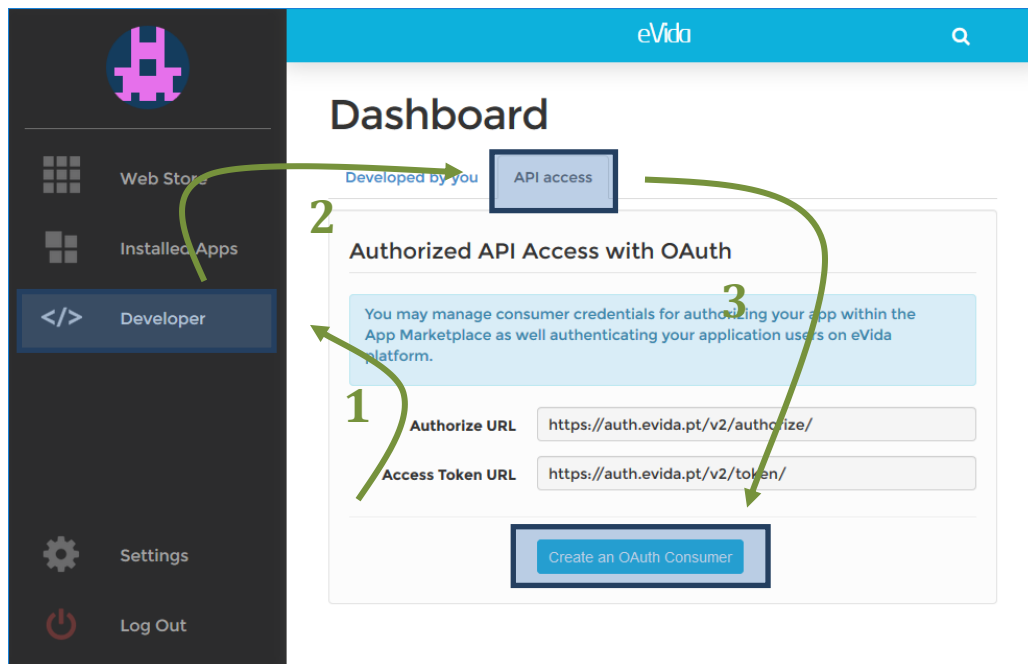 eVida
Dashboard
Web Store
Developed by you
API access
2
Installed Apps
Authorized API Access with OAuth
3
</> Developer
You may manage consumer credentials for authorizing your app within the
App Marketplace as well authenticating your application users on eVida
platform.
1
Authorize URL
https://auth.evida.pt/v2/authorize/
Access Token URL
https://auth.evida.pt/v2/token/
Settings
Create an OAuth Consumer
Log Out